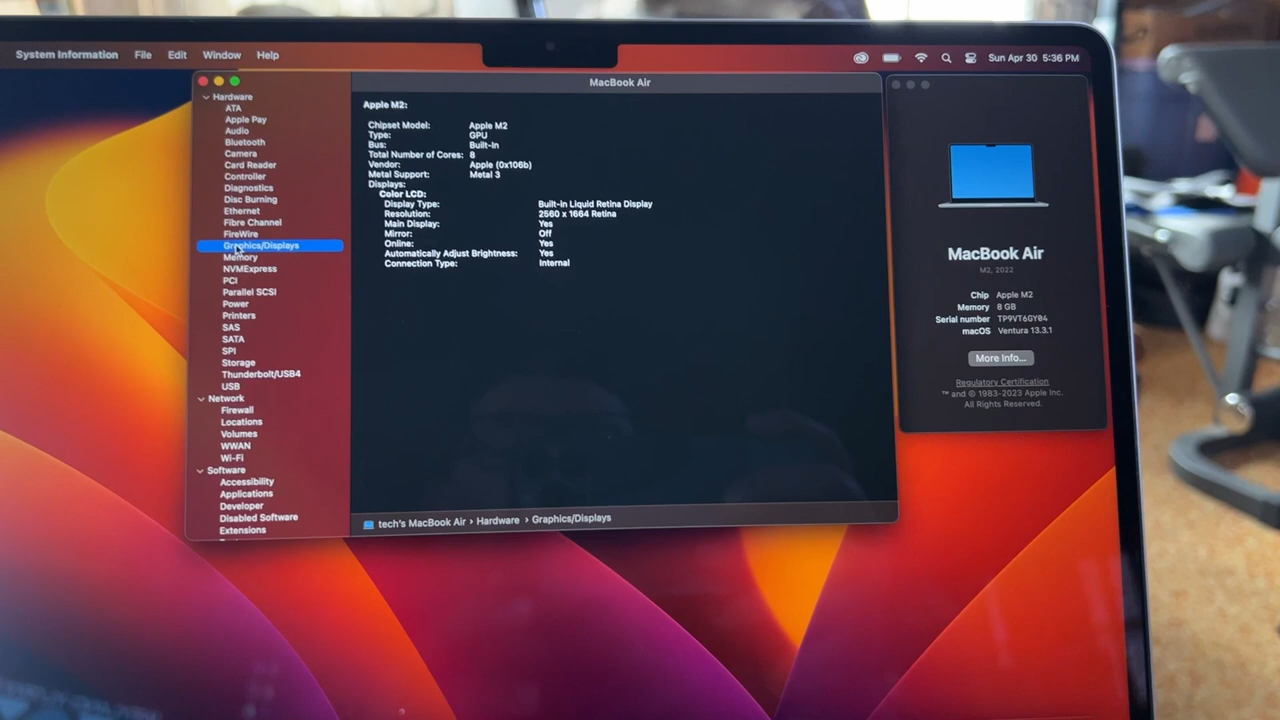 System Information File Edit Window Help
Sun Apr 30 5:36 PM
MacBook Air
Hardware
ATA
Apple Pay
Audio
Bluetooth
Camera
Card Reader
Controller
Diagnostics
Disc Burning
Ethernet
Fibre Channel
FireWire
Graphics/Displays
Memory
NVMExpress
PCI
Parallel SCSI
Power
Printers
SAS
SATA
SPI
Storage
Thunderbolt/USB4
USB
Network
Firewall
Locations
Volumes
WWAN
Wi-Fi
Software
Accessibility
Applications
Developer
Disabled Software
Extensions
Apple M2:
Chipset Model: Apple M2
Type: GPU
Bus: Built-In
Total Number of Cores: 8
Vendor: Apple (0x106b)
Metal Support: Metal 3
Displays:
Color LCD:
Display Type: Built-in Liquid Retina Display
Resolution: 2560 x 1664 Retina
Main Display: Yes
Mirror: Off
Online: Yes
Automatically Adjust Brightness: Yes
Connection Type: Internal
tech's MacBook Air › Hardware › Graphics/Displays
MacBook Air
M2, 2022
Chip Apple M2
Memory 8 GB
Serial number TP9VT6GY04
macOS Ventura 13.3.1
More Info...
Regulatory Certification
™ and © 1983-2023 Apple Inc.
All Rights Reserved.